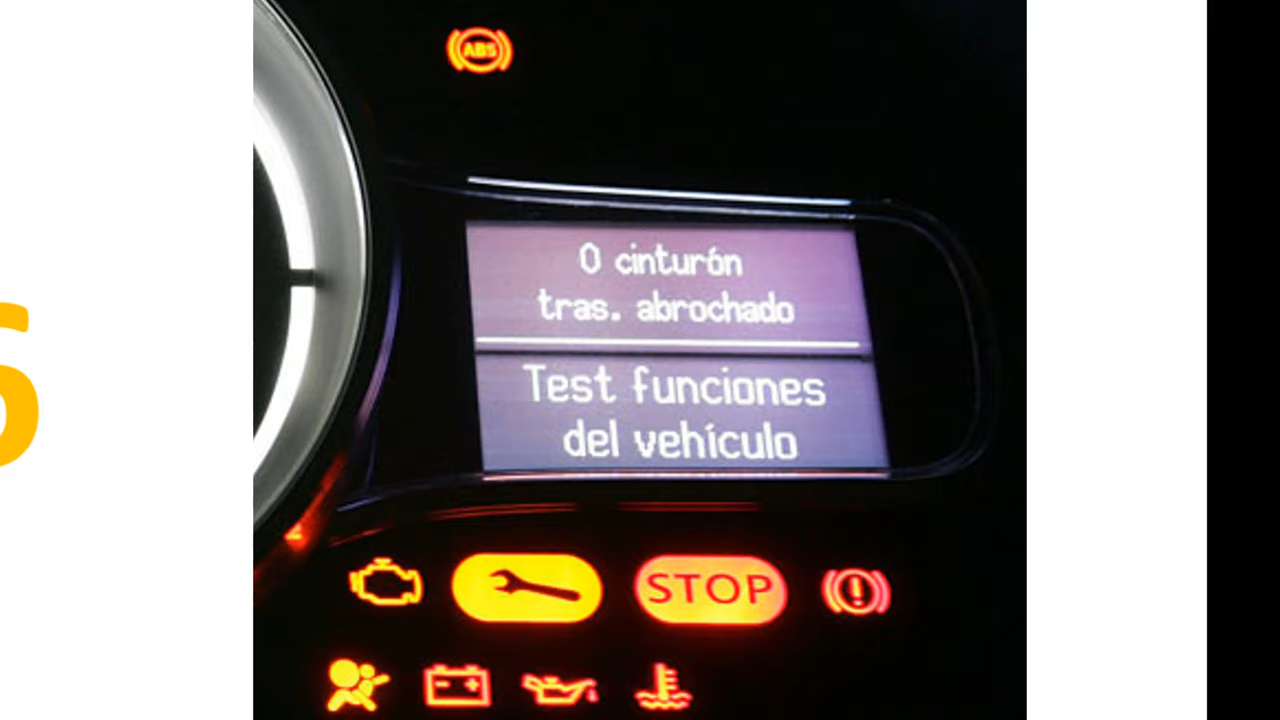 ABS
0 cinturón
tras. abrochado
Test funciones
del vehículo
STOP